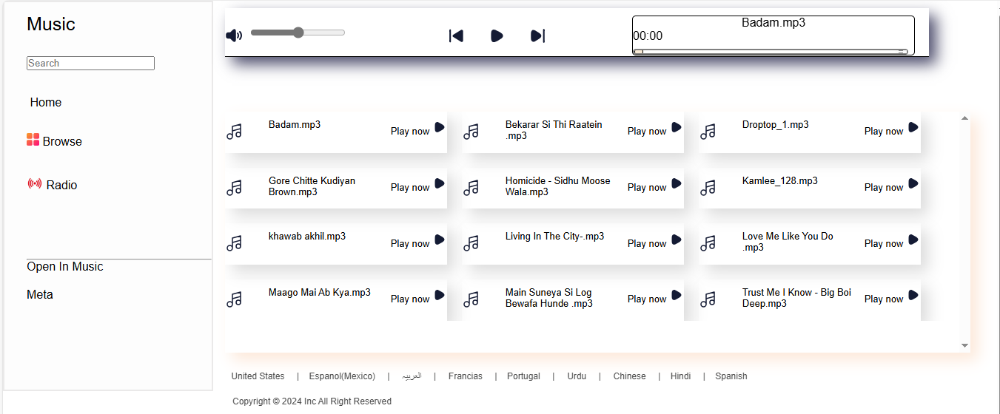 Music
Search
Home
Browse
Radio
Open In Music
Meta
Badam.mp3
00:00
Badam.mp3
Play now
Bekarar Si Thi Raatein
.mp3
Play now
Droptop_1.mp3
Play now
Gore Chitte Kudiyan
Brown.mp3
Play now
Homicide - Sidhu Moose
Wala.mp3
Play now
Kamlee_128.mp3
Play now
khawab akhil.mp3
Play now
Living In The City-.mp3
Play now
Love Me Like You Do
.mp3
Play now
Maago Mai Ab Kya.mp3
Play now
Main Suneya Si Log
Bewafa Hunde .mp3
Play now
Trust Me I Know - Big Boi
Deep.mp3
Play now
United States | Espanol(Mexico) | العربیہ | Francias | Portugal | Urdu | Chinese | Hindi | Spanish
Copyright © 2024 Inc All Right Reserved